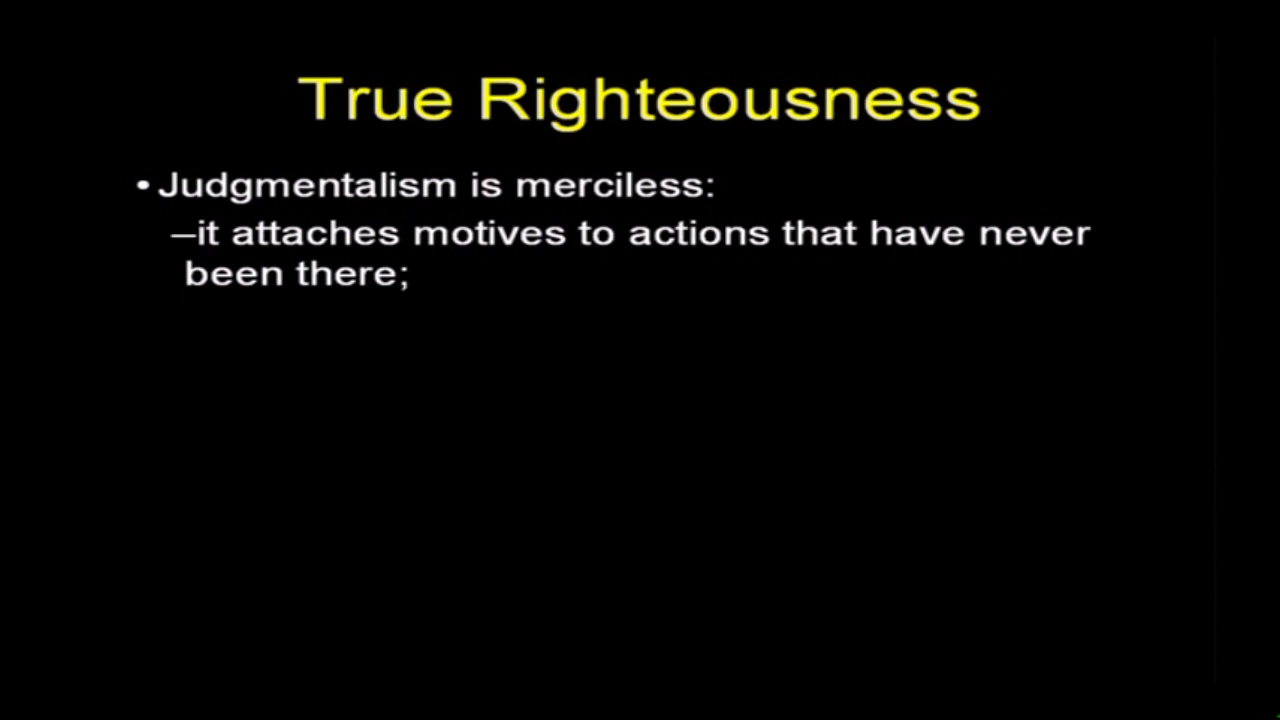 True Righteousness
• Judgmentalism is merciless:
–it attaches motives to actions that have never
been there;